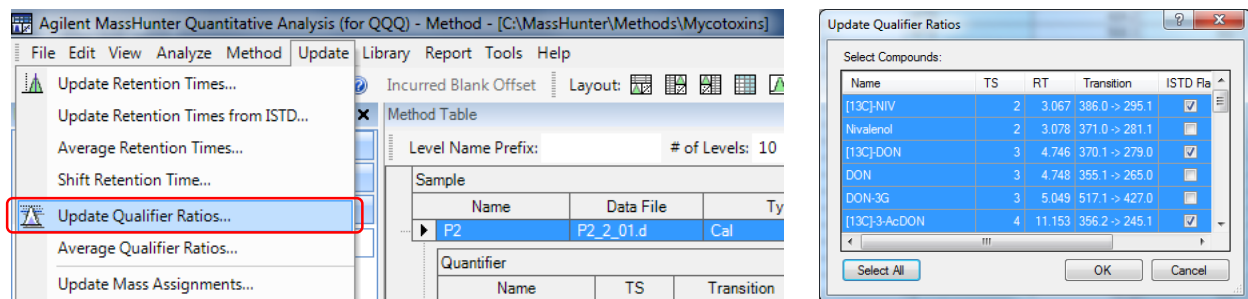 Agilent MassHunter Quantitative Analysis (for QQQ) - Method - [C:\MassHunter\Methods\Mycotoxins]
File Edit View Analyze Method Update Library Report Tools Help
Update Retention Times...
Incurred Blank Offset Layout:
Update Retention Times from ISTD...
Method Table
Average Retention Times...
Level Name Prefix: # of Levels: 10
Shift Retention Time...
Sample
Update Qualifier Ratios...
Name Data File Ty
P2 P2_2_01.d Cal
Average Qualifier Ratios...
Quantifier
Update Mass Assignments...
Name TS Transition
Update Qualifier Ratios
Select Compounds:
Name TS RT Transition ISTD Fla
[13C]-NIV 2 3.067 386.0 -> 295.1
Nivalenol 2 3.078 371.0 -> 281.1
[13C]-DON 3 4.746 370.1 -> 279.0
DON 3 4.748 355.1 -> 265.0
DON-3G 3 5.049 517.1 -> 427.0
[13C]-3-AcDON 4 11.153 356.2 -> 245.1
Select All OK Cancel